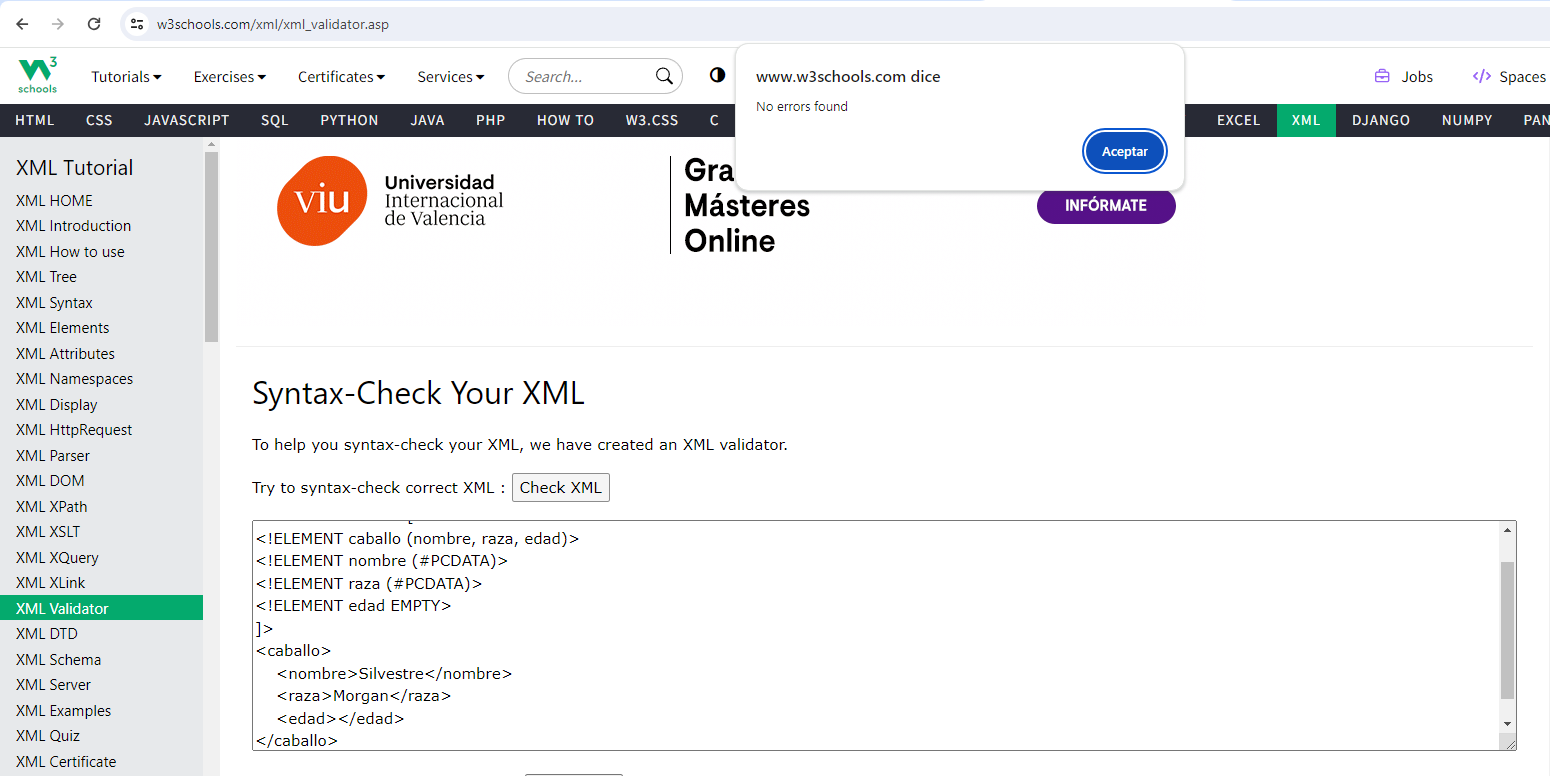 w3schools.com/xml/xml_validator.asp
W3 schools
Tutorials Exercises Certificates Services Search... Jobs </> Spaces
www.w3schools.com dice
No errors found
Aceptar
HTML CSS JAVASCRIPT SQL PYTHON JAVA PHP HOW TO W3.CSS C EXCEL XML DJANGO NUMPY PAN
XML Tutorial
XML HOME
XML Introduction
XML How to use
XML Tree
XML Syntax
XML Elements
XML Attributes
XML Namespaces
XML Display
XML HttpRequest
XML Parser
XML DOM
XML XPath
XML XSLT
XML XQuery
XML XLink
XML Validator
XML DTD
XML Schema
XML Server
XML Examples
XML Quiz
XML Certificate
viu
Universidad
Internacional
de Valencia
Gra
Másteres
Online
INFÓRMATE
Syntax-Check Your XML
To help you syntax-check your XML, we have created an XML validator.
Try to syntax-check correct XML : Check XML
<!ELEMENT caballo (nombre, raza, edad)>
<!ELEMENT nombre (#PCDATA)>
<!ELEMENT raza (#PCDATA)>
<!ELEMENT edad EMPTY>
]>
<caballo>
<nombre>Silvestre</nombre>
<raza>Morgan</raza>
<edad></edad>
</caballo>